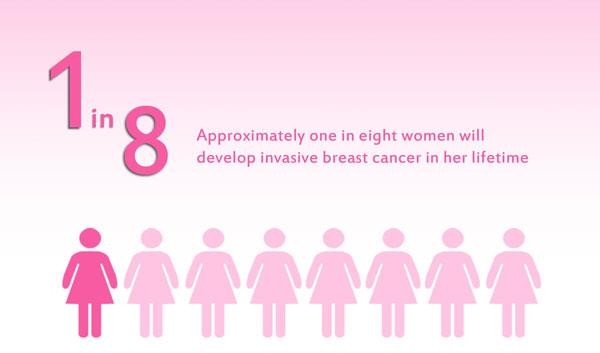 1 in 8
Approximately one in eight women will
develop invasive breast cancer in her lifetime